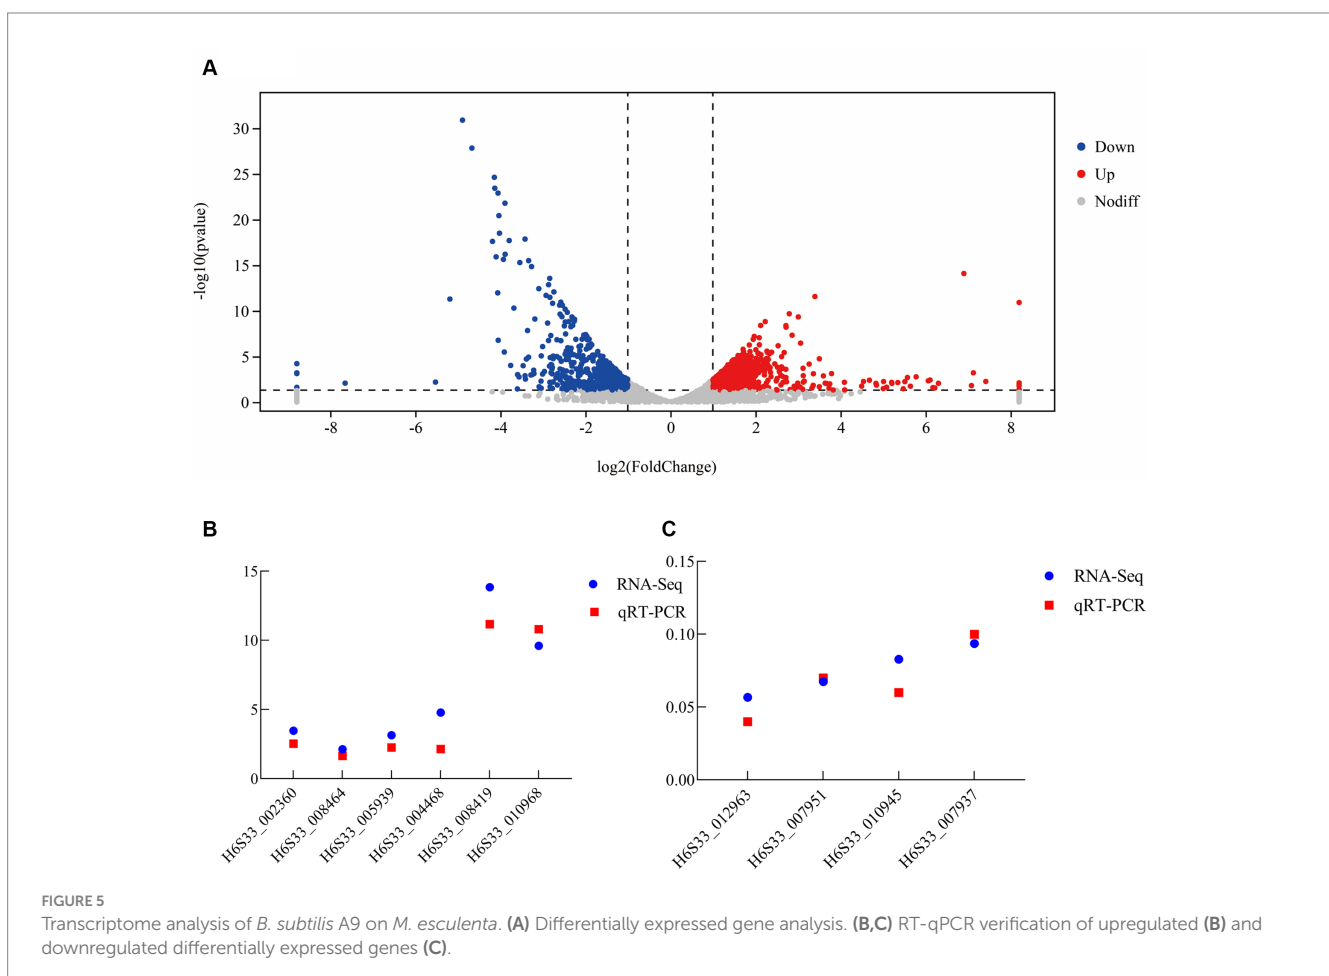 A
30
25
20
15
10
5
0
-log10(pvalue)
-8 -6 -4 -2 0 2 4 6 8
log2(FoldChange)
Down
Up
Nodiff
B
15
10
5
0
H6S33_002360
H6S33_008464
H6S33_005939
H6S33_004468
H6S33_008419
H6S33_010968
RNA-Seq
qRT-PCR
C
0.15
0.10
0.05
0.00
H6S33_012963
H6S33_007951
H6S33_010945
H6S33_007937
RNA-Seq
qRT-PCR
FIGURE 5
Transcriptome analysis of B. subtilis A9 on M. esculenta. (A) Differentially expressed gene analysis. (B,C) RT-qPCR verification of upregulated (B) and
downregulated differentially expressed genes (C).